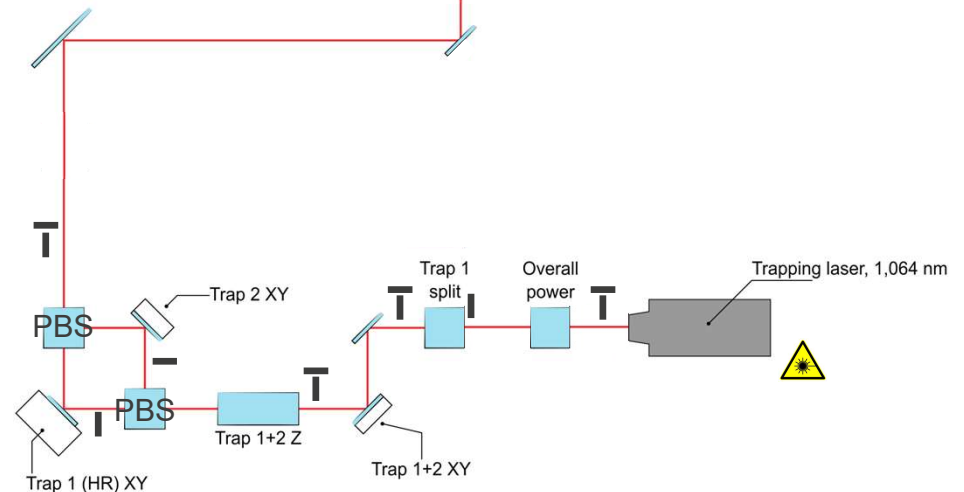 Trap 1
split
Overall
power
Trapping laser, 1,064 nm
Trap 2 XY
PBS
PBS
Trap 1+2 Z
Trap 1+2 XY
Trap 1 (HR) XY